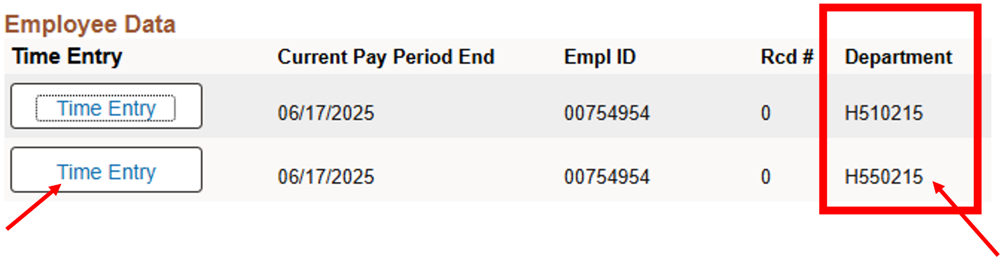 Employee Data
Time Entry Current Pay Period End Empl ID Rcd # Department
Time Entry 06/17/2025 00754954 0 H510215
Time Entry 06/17/2025 00754954 0 H550215